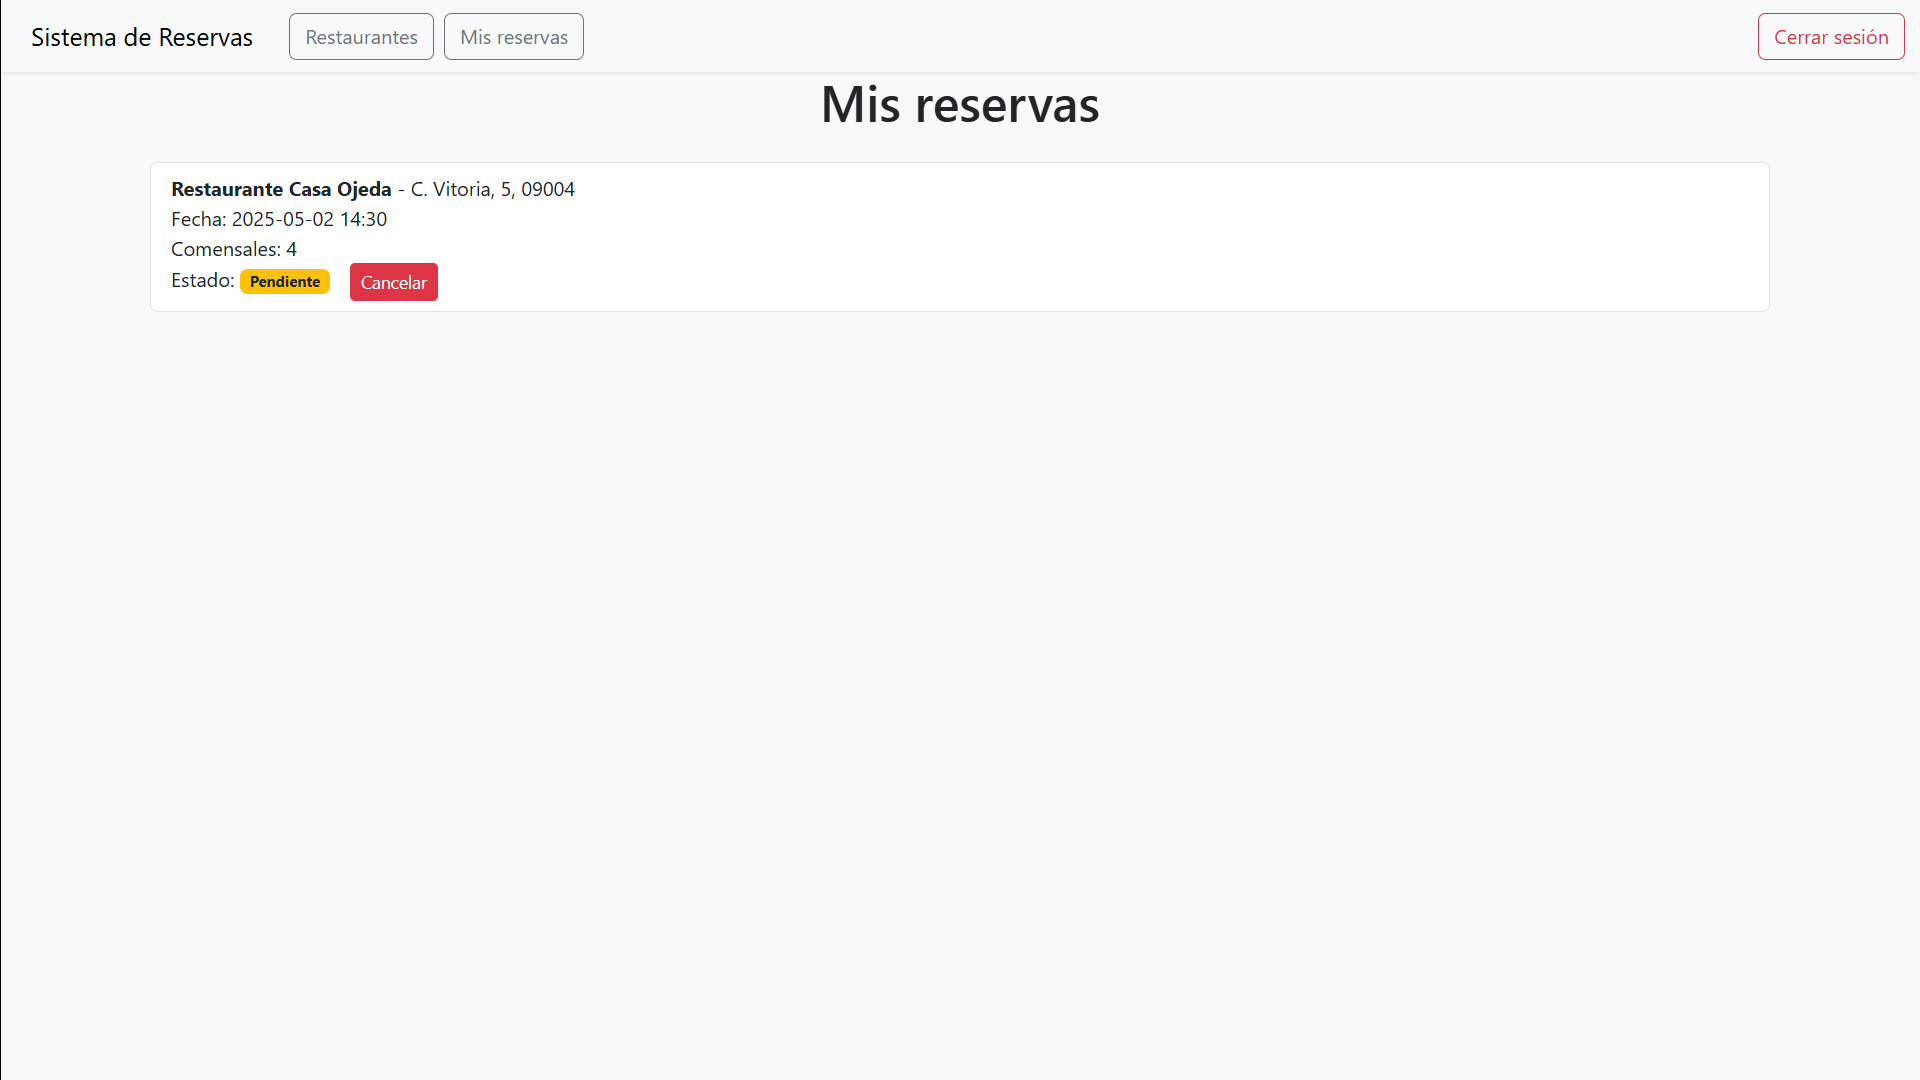 Sistema de Reservas Restaurantes Mis reservas Cerrar sesión
Mis reservas
Restaurante Casa Ojeda - C. Vitoria, 5, 09004
Fecha: 2025-05-02 14:30
Comensales: 4
Estado: Pendiente Cancelar